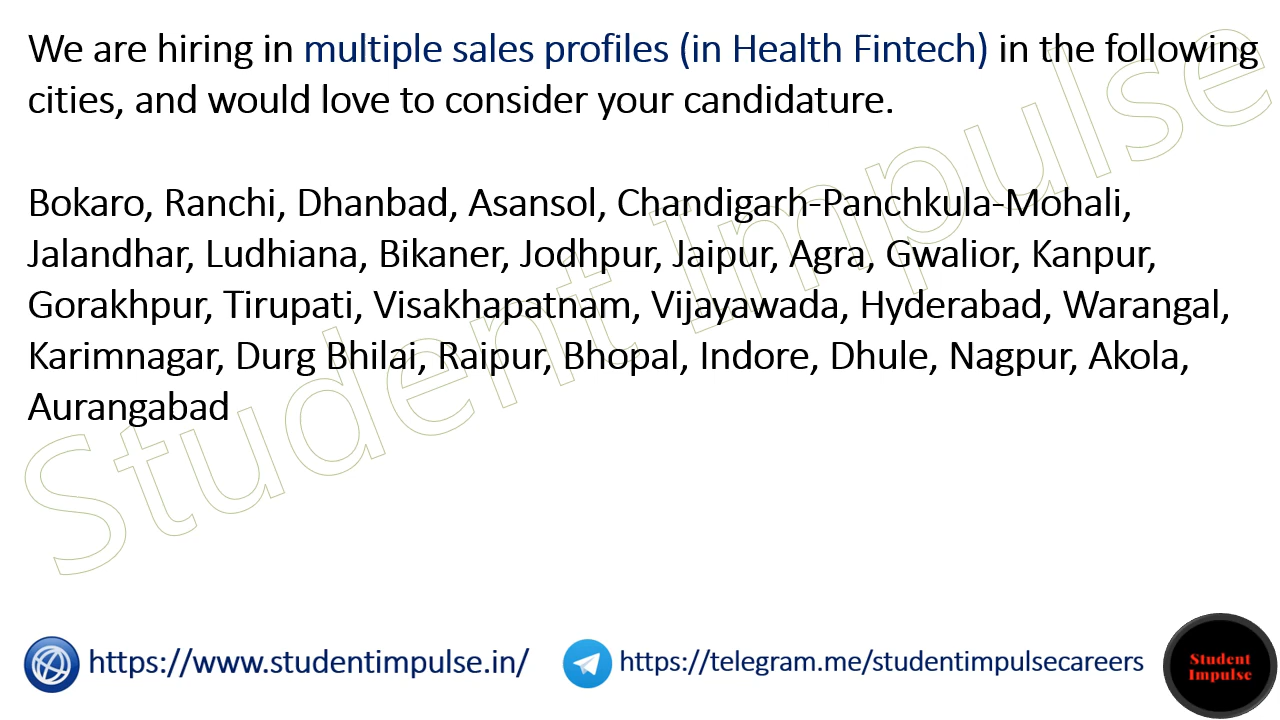 We are hiring in multiple sales profiles (in Health Fintech) in the following
cities, and would love to consider your candidature.
Bokaro, Ranchi, Dhanbad, Asansol, Chandigarh-Panchkula-Mohali,
Jalandhar, Ludhiana, Bikaner, Jodhpur, Jaipur, Agra, Gwalior, Kanpur,
Gorakhpur, Tirupati, Visakhapatnam, Vijayawada, Hyderabad, Warangal,
Karimnagar, Durg Bhilai, Raipur, Bhopal, Indore, Dhule, Nagpur, Akola,
Aurangabad
Student Impulse
https://www.studentimpulse.in/
https://telegram.me/studentimpulsecareers
Student
Impulse